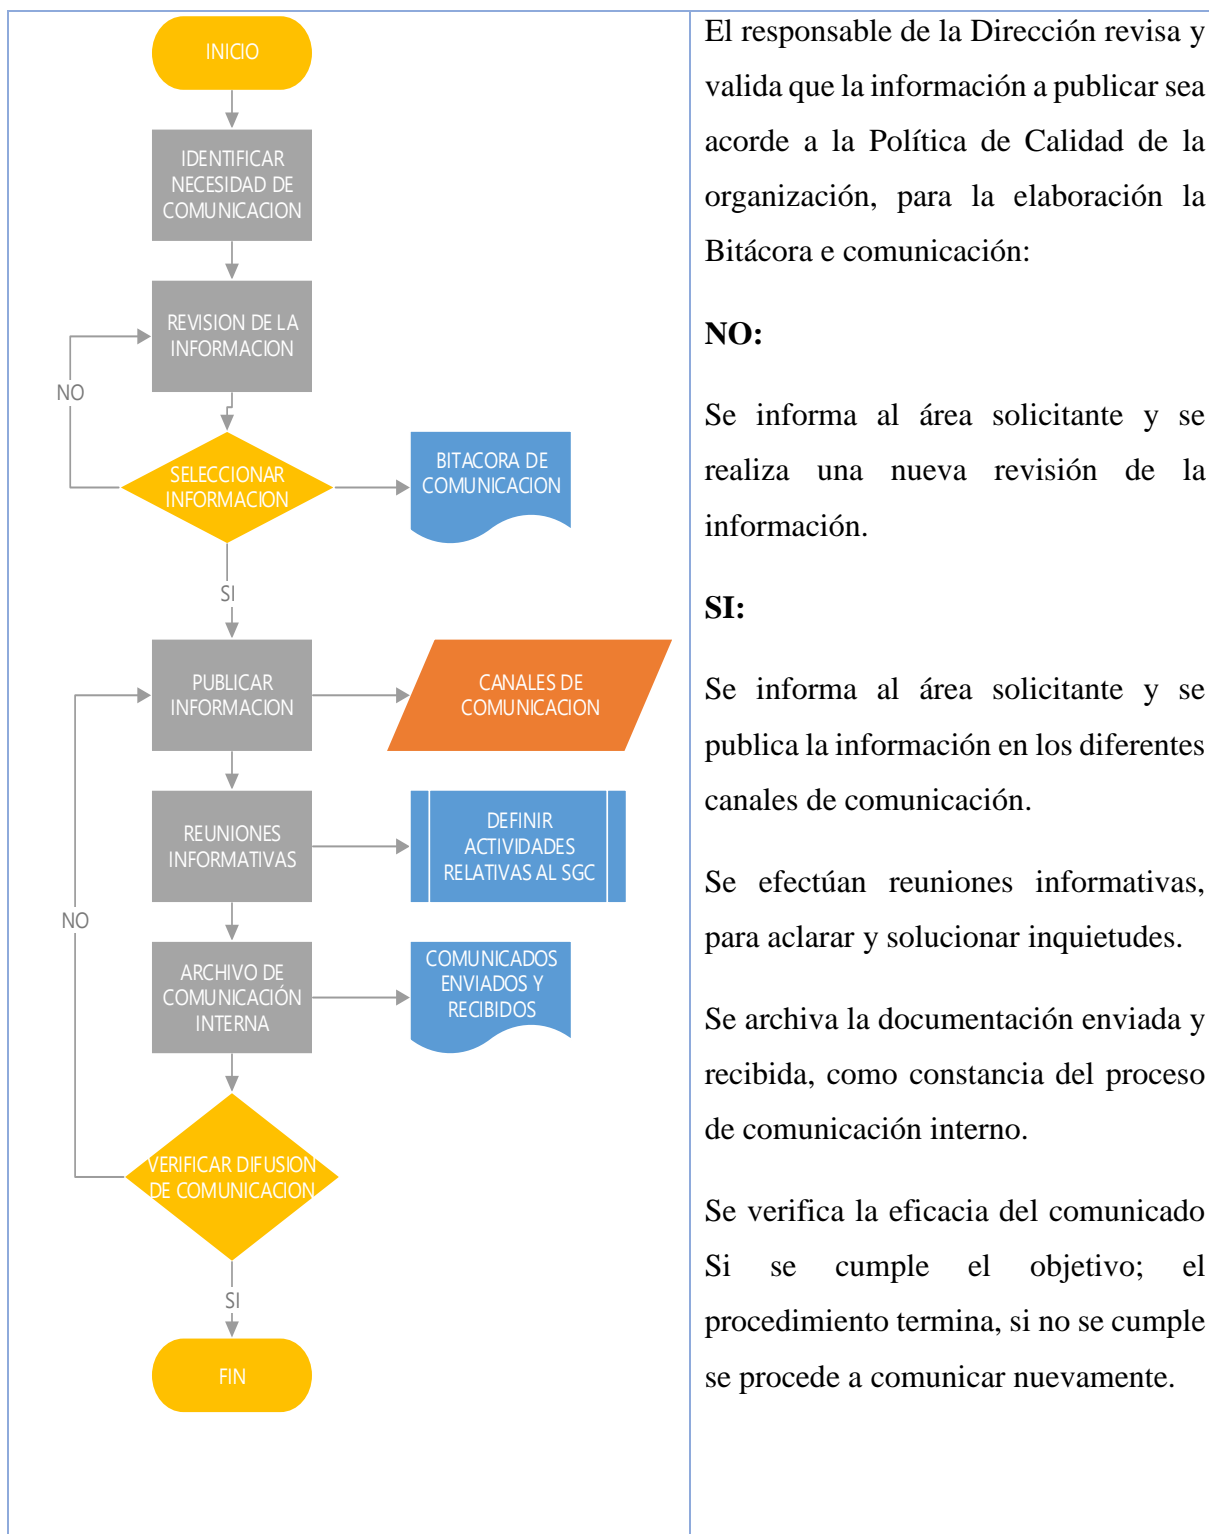 INICIO
IDENTIFICAR
NECESIDAD DE
COMUNICACION
REVISION DE LA
INFORMACION
NO
SELECCIONAR
INFORMACION
BITACORA DE
COMUNICACION
SI
PUBLICAR
INFORMACION
CANALES DE
COMUNICACION
REUNIONES
INFORMATIVAS
DEFINIR
ACTIVIDADES
RELATIVAS AL SGC
NO
ARCHIVO DE
COMUNICACIÓN
INTERNA
COMUNICADOS
ENVIADOS Y
RECIBIDOS
VERIFICAR DIFUSION
DE COMUNICACION
SI
FIN
El responsable de la Dirección revisa y
valida que la información a publicar sea
acorde a la Política de Calidad de la
organización, para la elaboración la
Bitácora e comunicación:
NO:
Se informa al área solicitante y se
realiza una nueva revisión de la
información.
SI:
Se informa al área solicitante y se
publica la información en los diferentes
canales de comunicación.
Se efectúan reuniones informativas,
para aclarar y solucionar inquietudes.
Se archiva la documentación enviada y
recibida, como constancia del proceso
de comunicación interno.
Se verifica la eficacia del comunicado
Si se cumple el objetivo; el
procedimiento termina, si no se cumple
se procede a comunicar nuevamente.